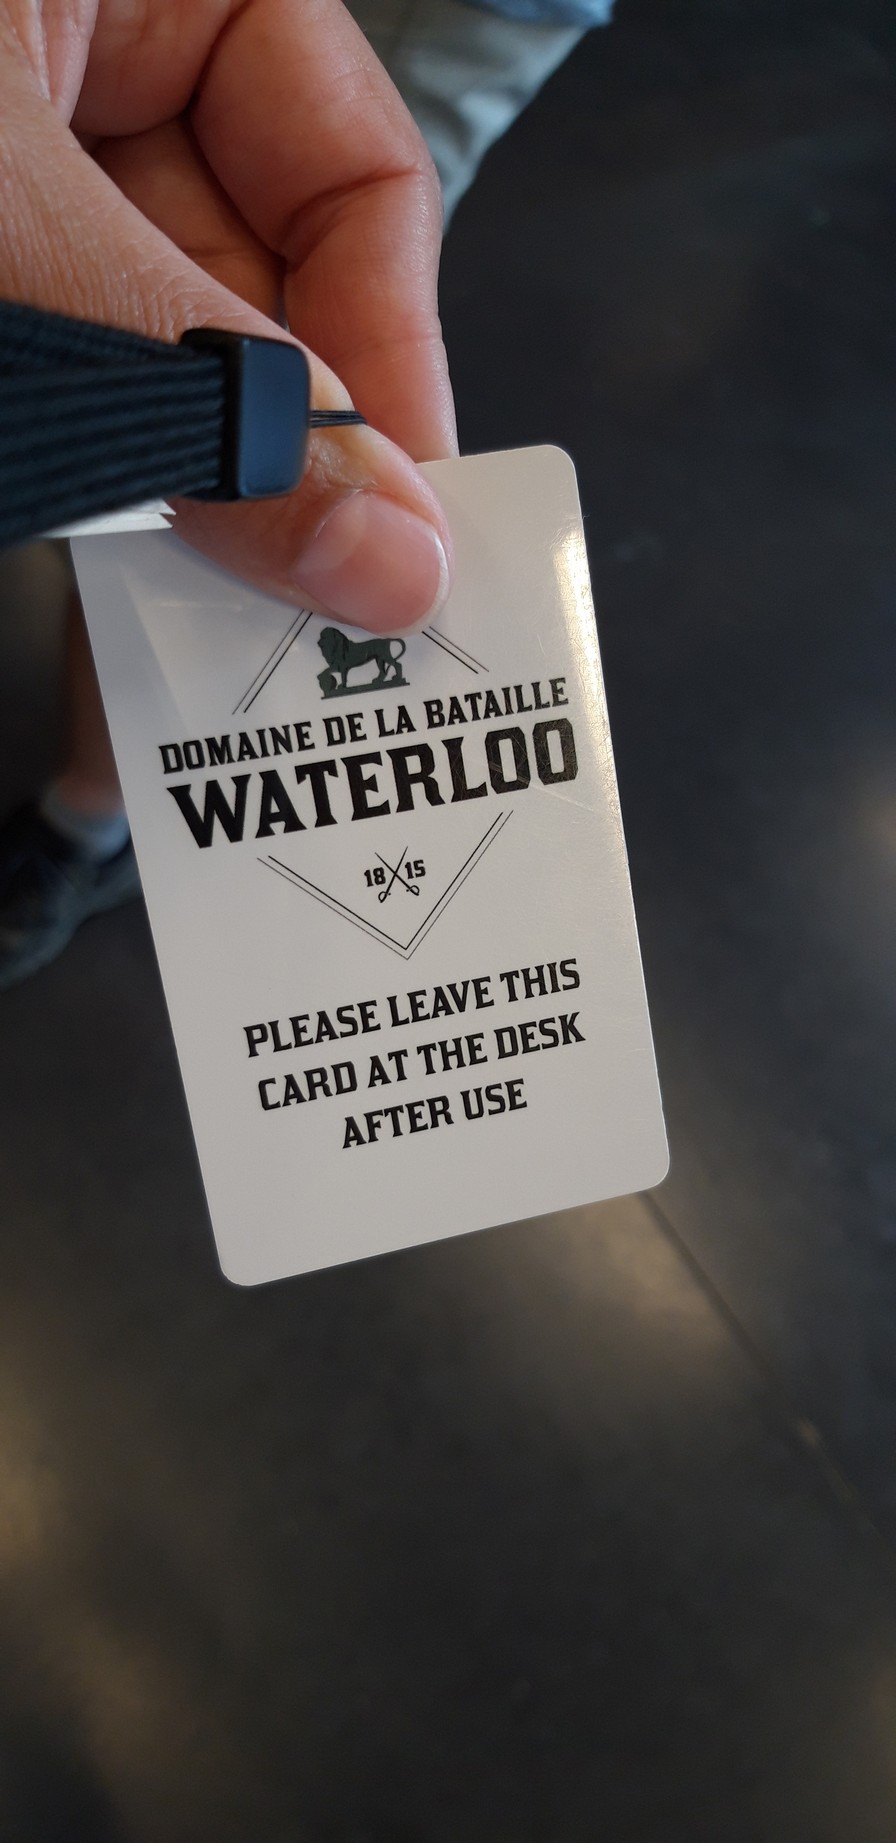 DOMAINE DE LA BATAILLE
WATERLOO
18 15
PLEASE LEAVE THIS
CARD AT THE DESK
AFTER USE